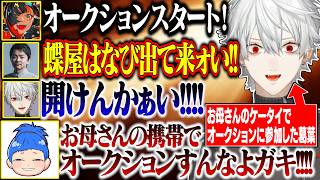 オークションスタート!
蝶屋はなび出て来ォい!!
開けんかぁい!!!!
お母さんの携帯で
オークションすんなよガキ!!!!
お母さんのケータイで
オークションに参加した葛葉